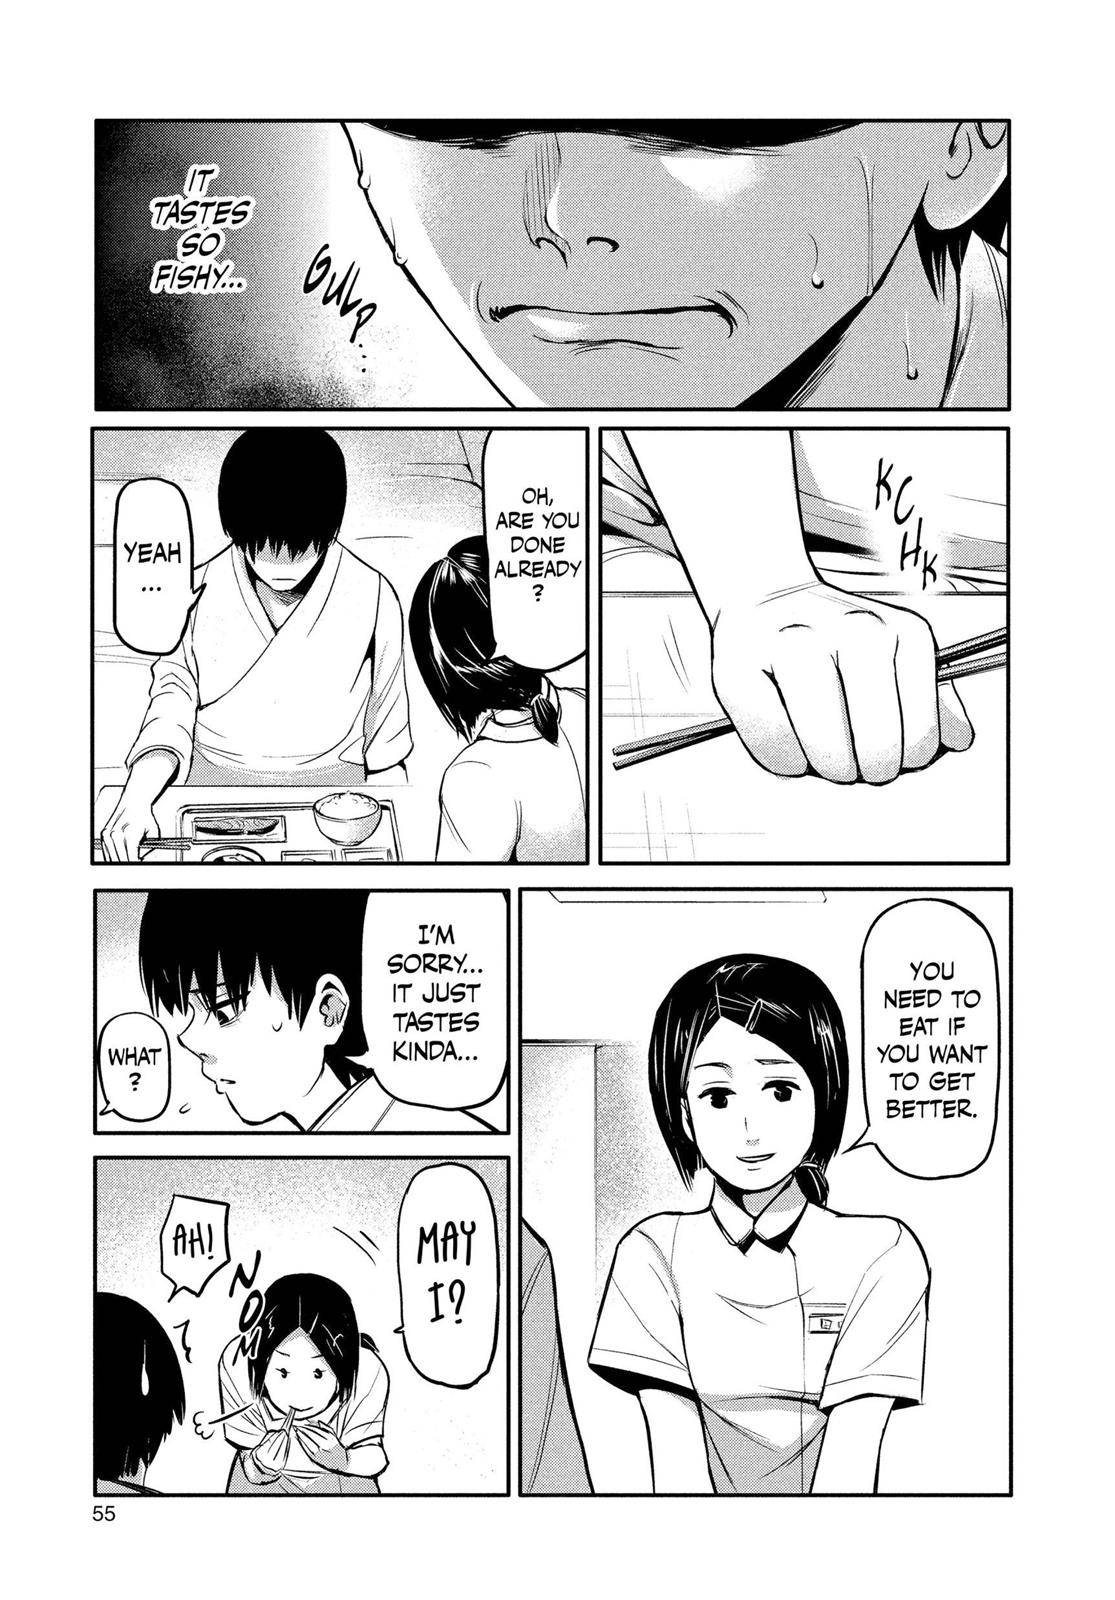 IT
TASTES
SO
FISHY...
GULP...
KCHK
OH,
ARE YOU
DONE
ALREADY
?
YEAH
...
YOU
NEED TO
EAT IF
YOU WANT
TO GET
BETTER.
I'M
SORRY...
IT JUST
TASTES
KINDA...
WHAT
?
MAY
I?
NOM
AH!
55